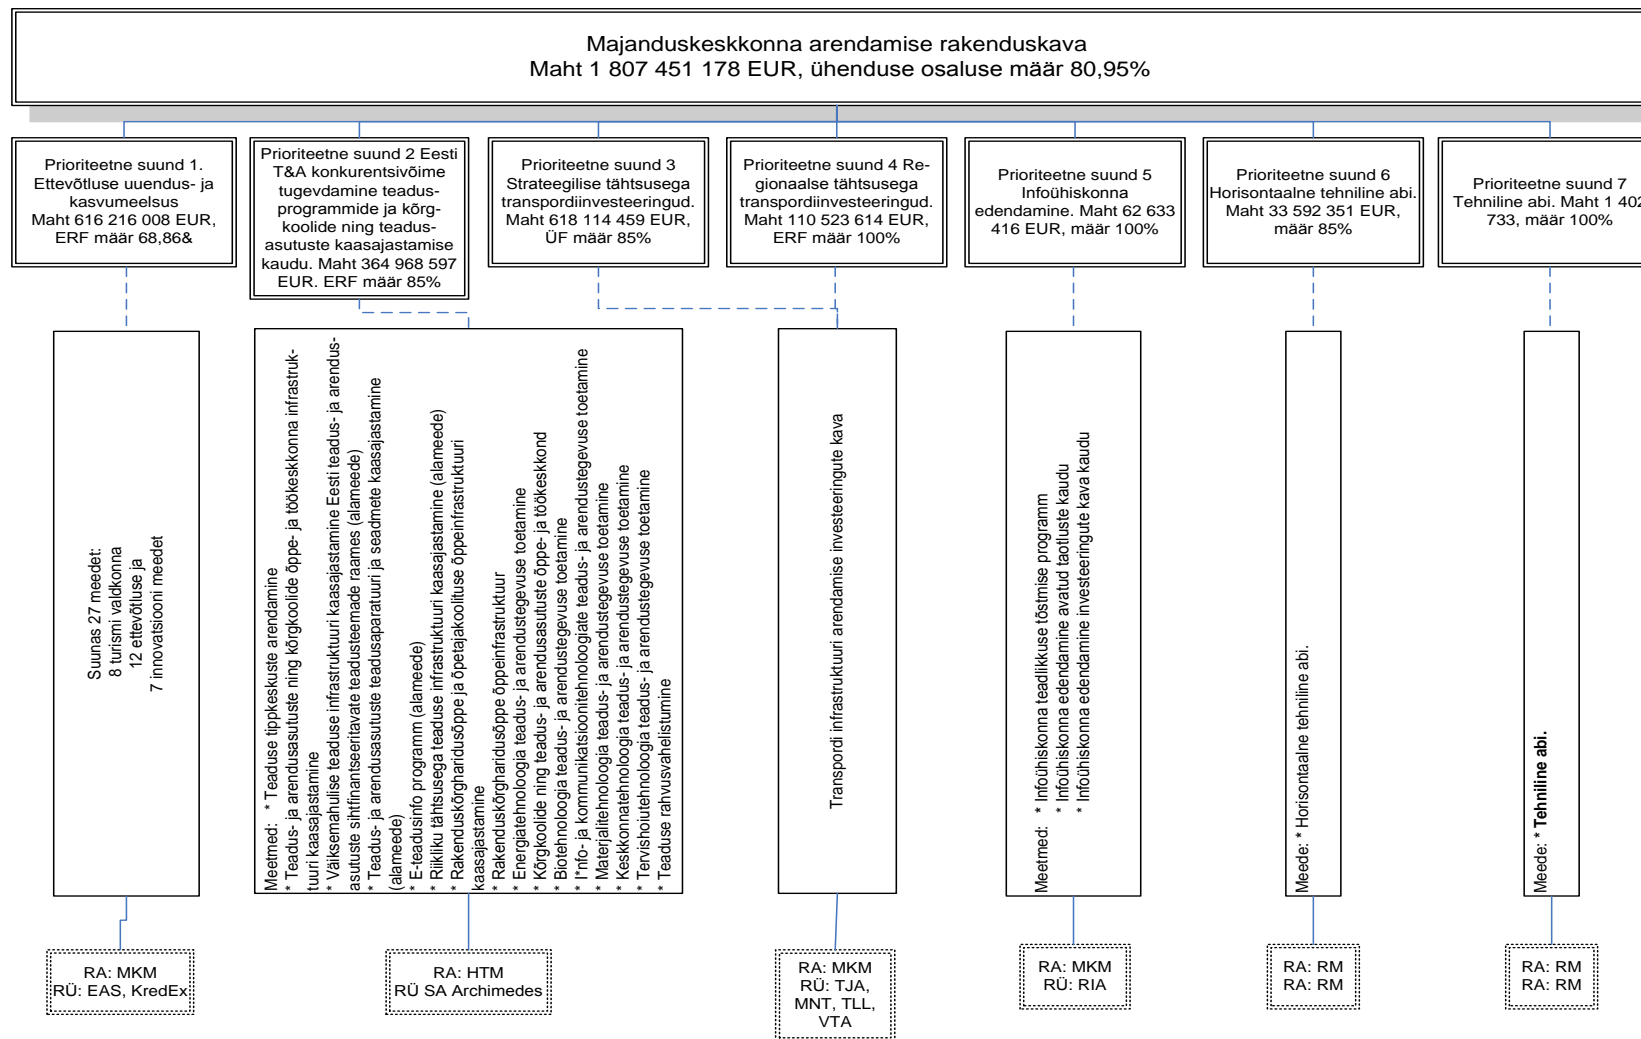 Majanduskeskkonna arendamise rakenduskava
Maht 1 807 451 178 EUR, ühenduse osaluse määr 80,95%
Prioriteetne suund 1.
Ettevõtluse uuendus- ja
kasvumeelsus
Maht 616 216 008 EUR,
ERF määr 68,86&
Prioriteetne suund 2 Eesti
T&A konkurentsivõime
tugevdamine teadus-
programmide ja kõrg-
koolide ning teadus-
asutuste kaasajastamise
kaudu. Maht 364 968 597
EUR. ERF määr 85%
Prioriteetne suund 3
Strateegilise tähtsusega
transpordiinvesteeringud.
Maht 618 114 459 EUR,
ÜF määr 85%
Prioriteetne suund 4 Re-
gionaalse tähtsusega
transpordiinvesteeringud.
Maht 110 523 614 EUR,
ERF määr 100%
Prioriteetne suund 5
Infoühiskonna
edendamine. Maht 62 633
416 EUR, määr 100%
Prioriteetne suund 6
Horisontaalne tehniline abi.
Maht 33 592 351 EUR,
määr 85%
Prioriteetne suund 7
Tehniline abi. Maht 1 402
733, määr 100%
Suunas 27 meedet:
8 turismi valdkonna
12 ettevõtluse ja
7 innovatsiooni meedet
Meetmed: * Teaduse tippkeskuste arendamine
* Teadus- ja arendusasutuste ning kõrgkoolide õppe- ja töökeskkonna infrastruk-
tuuri kaasajastamine
* Väiksemahulise teaduse infrastruktuuri kaasajastamine Eesti teadus- ja arendus-
asutuste sihtfinantseeritavate teadusteemade raames (alameede)
* Teadus- ja arendusasutuste teadusaparatuuri ja seadmete kaasajastamine
(alameede)
* E-teadusinfo programm (alameede)
* Riikliku tähtsusega teaduse infrastruktuuri kaasajastamine (alameede)
* Rakenduskõrgharidusõppe ja õpetajakoolituse õppeinfrastruktuuri
kaasajastamine
* Rakenduskõrgharidusõppe õppeinfrastruktuur
* Energiatehnoloogia teadus- ja arendustegevuse toetamine
* Kõrgkoolide ning teadus- ja arendusasutuste õppe- ja töökeskkond
* Biotehnoloogia teadus- ja arendustegevuse toetamine
* I*nfo- ja kommunikatsioonitehnoloogiate teadus- ja arendustegevuse toetamine
* Materjalitehnoloogia teadus- ja arendustegevuse toetamine
* Keskkonnatehnoloogia teadus- ja arendustegevuse toetamine
* Tervishoiutehnoloogia teadus- ja arendustegevuse toetamine
* Teaduse rahvusvahelistumine
Transpordi infrastruktuuri arendamise investeeringute kava
Meetmed: * Infoühiskonna teadlikkuse tõstmise programm
* Infoühiskonna edendamine avatud taotluste kaudu
* Infoühiskonna edendamine investeeringute kava kaudu
Meede: * Horisontaalne tehniline abi.
Meede: * Tehniline abi.
RA: MKM
RÜ: EAS, KredEx
RA: HTM
RÜ SA Archimedes
RA: MKM
RÜ: TJA,
MNT, TLL,
VTA
RA: MKM
RÜ: RIA
RA: RM
RA: RM
RA: RM
RA: RM